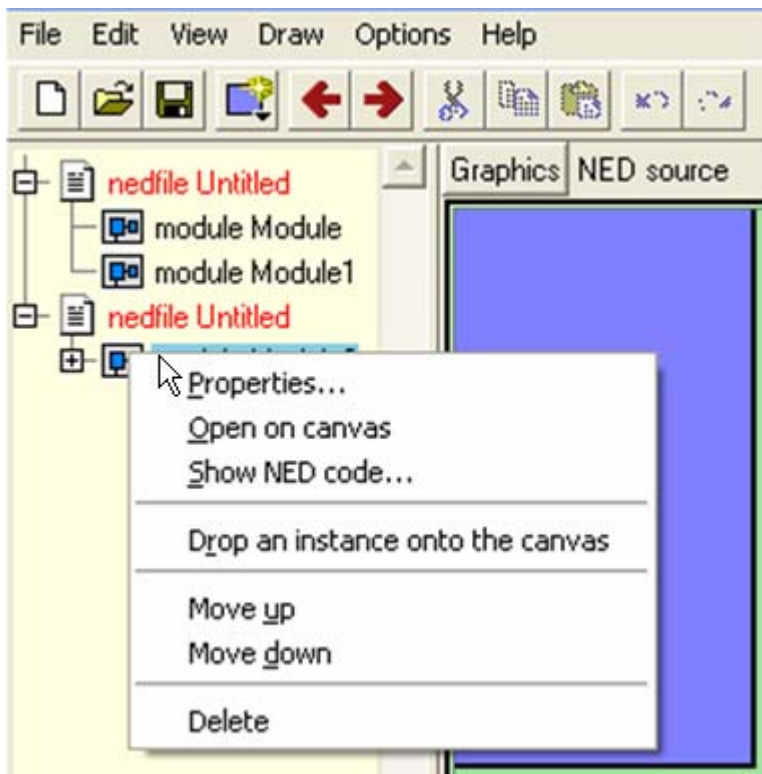 File Edit View Draw Options Help
Graphics NED source
nedfile Untitled
module Module
module Module1
nedfile Untitled
Properties...
Open on canvas
Show NED code...
Drop an instance onto the canvas
Move up
Move down
Delete